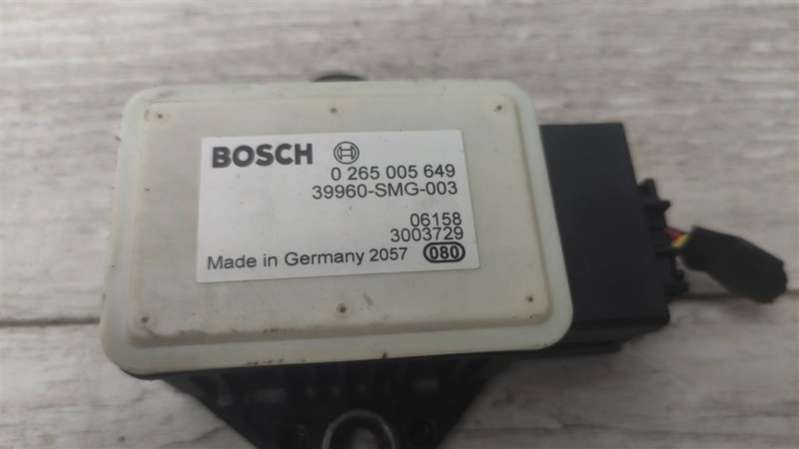 BOSCH
0 265 005 649
39960-SMG-003
06158
3003729
Made in Germany 2057 080